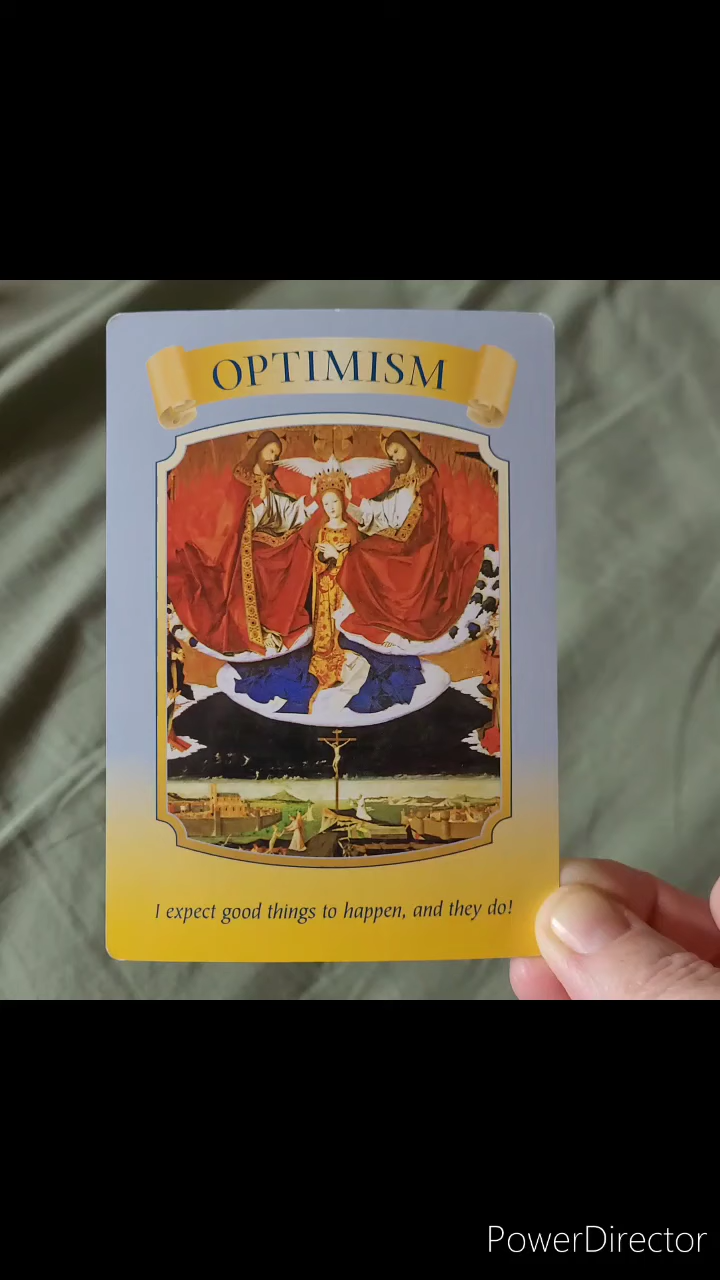 OPTIMISM
I expect good things to happen, and they do!
PowerDirector